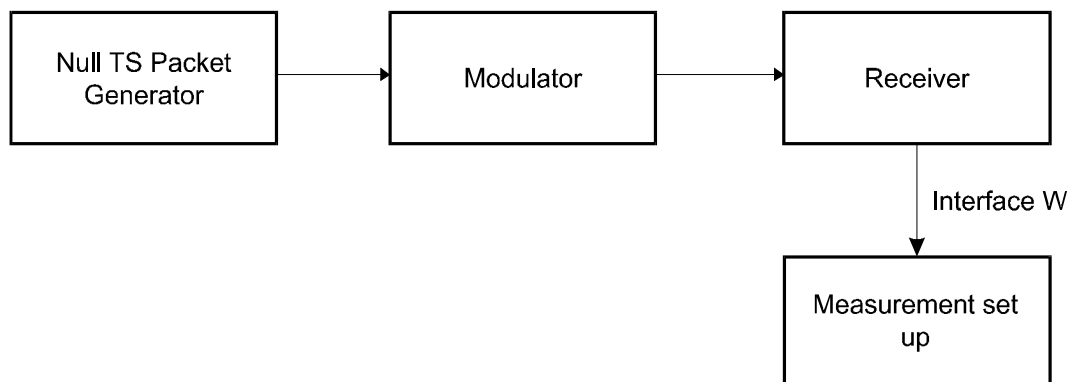 Null TS Packet
Generator
Modulator
Receiver
Interface W
Measurement set
up